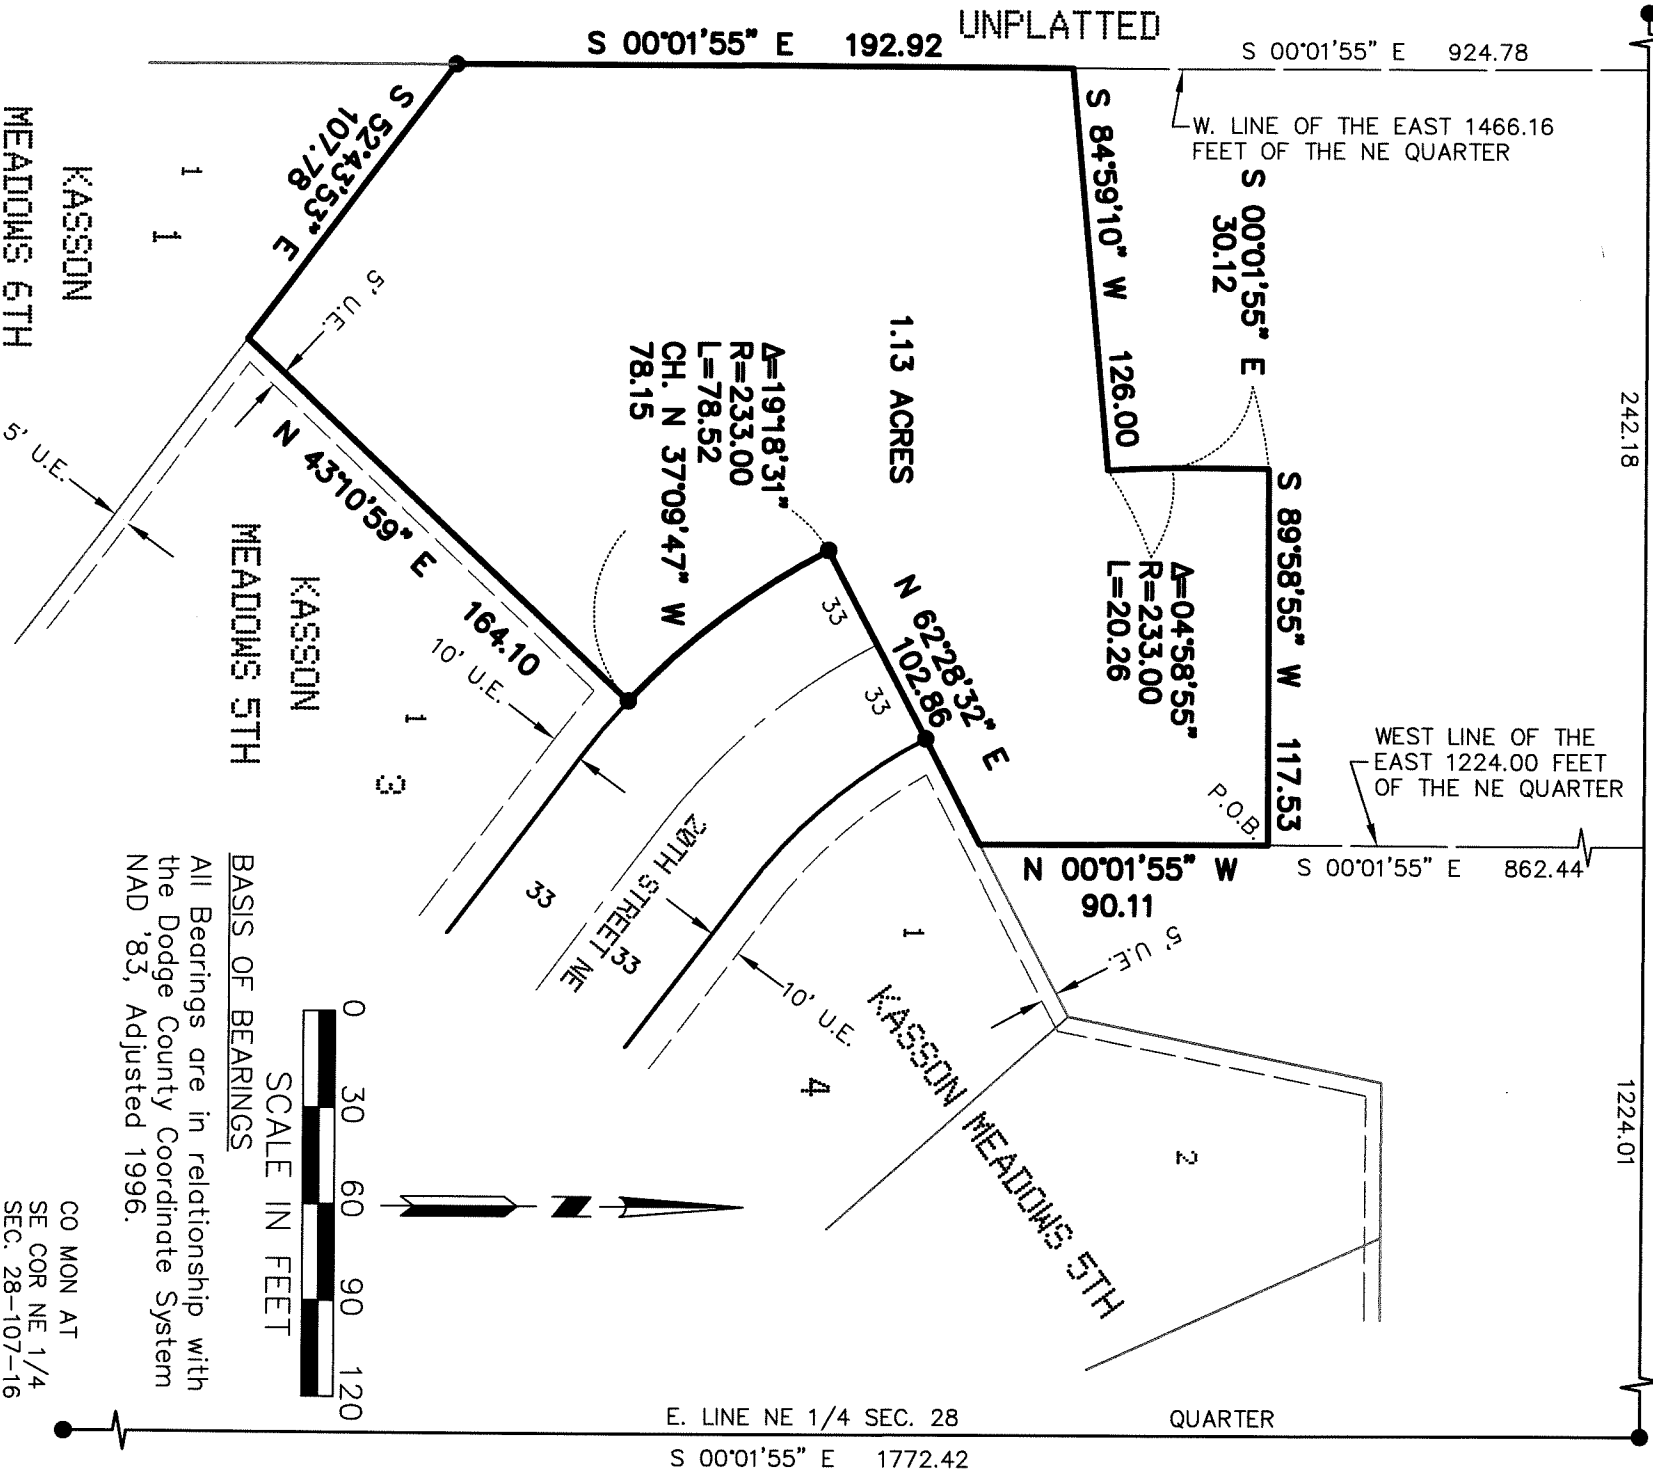 UNPLATTED
S 00°01'55" E 192.92
S 00°01'55" E 924.78
W. LINE OF THE EAST 1466.16
FEET OF THE NE QUARTER
S 84°59'10" W 126.00
S 00°01'55" E
30.12
S 89°58'55" W 117.53
Δ=04°58'55"
R=233.00
L=20.26
242.18
1224.01
WEST LINE OF THE
EAST 1224.00 FEET
OF THE NE QUARTER
P.O.B.
S 00°01'55" E 862.44
N 00°01'55" W
90.11
N 62°28'32" E
102.86
33
33
1.13 ACRES
Δ=19°18'31"
R=233.00
L=78.52
CH. N 37°09'47" W
78.15
S 52°43'53" E
107.78
1
1
KASSON
MEADOWS 6TH
5' U.E.
5' U.E.
N 43°10'59" E 164.10
10' U.E.
KASSON
MEADOWS 5TH
1
3
20TH STREET NE
33
33
10' U.E.
5' U.E.
1
4
2
KASSON MEADOWS 5TH
BASIS OF BEARINGS
All Bearings are in relationship with
the Dodge County Coordinate System
NAD '83, Adjusted 1996.
0 30 60 90 120
SCALE IN FEET
N
CO MON AT
SE COR NE 1/4
SEC. 28-107-16
E. LINE NE 1/4 SEC. 28 QUARTER
S 00°01'55" E 1772.42